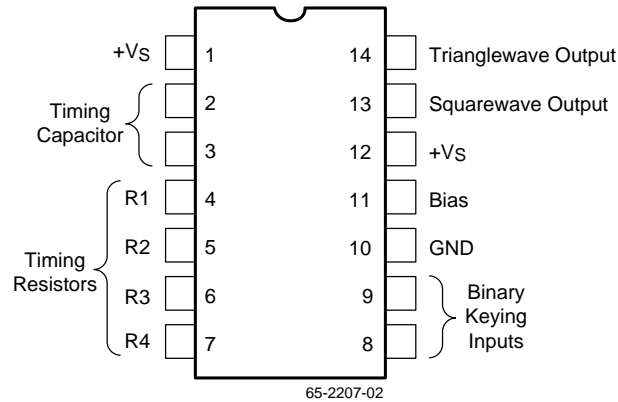 +VS 1 14 Trianglewave Output
Timing
Capacitor
2 13 Squarewave Output
3 12 +VS
R1 4 11 Bias
Timing
Resistors
R2 5 10 GND
R3 6 9
R4 7 8
Binary
Keying
Inputs
65-2207-02